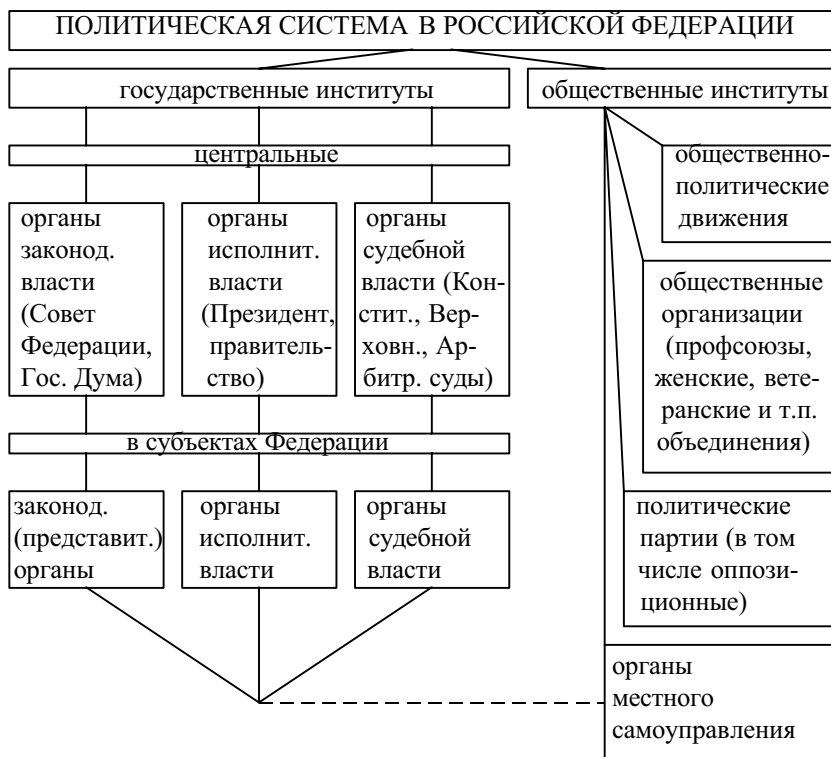 ПОЛИТИЧЕСКАЯ СИСТЕМА В РОССИЙСКОЙ ФЕДЕРАЦИИ
государственные институты
общественные институты
центральные
общественно-
политические
движения
органы
законод.
власти
(Совет
Федерации,
Гос. Дума)
органы
исполнит.
власти
(Президент,
правитель-
ство)
органы
судебной
власти (Кон-
стит., Вер-
ховн., Ар-
битр. суды)
общественные
организации
(профсоюзы,
женские, вете-
ранские и т.п.
объединения)
в субъектах Федерации
законод.
(представит.)
органы
органы
исполнит.
власти
органы
судебной
власти
политические
партии (в том
числе оппози-
ционные)
органы
местного
самоуправления